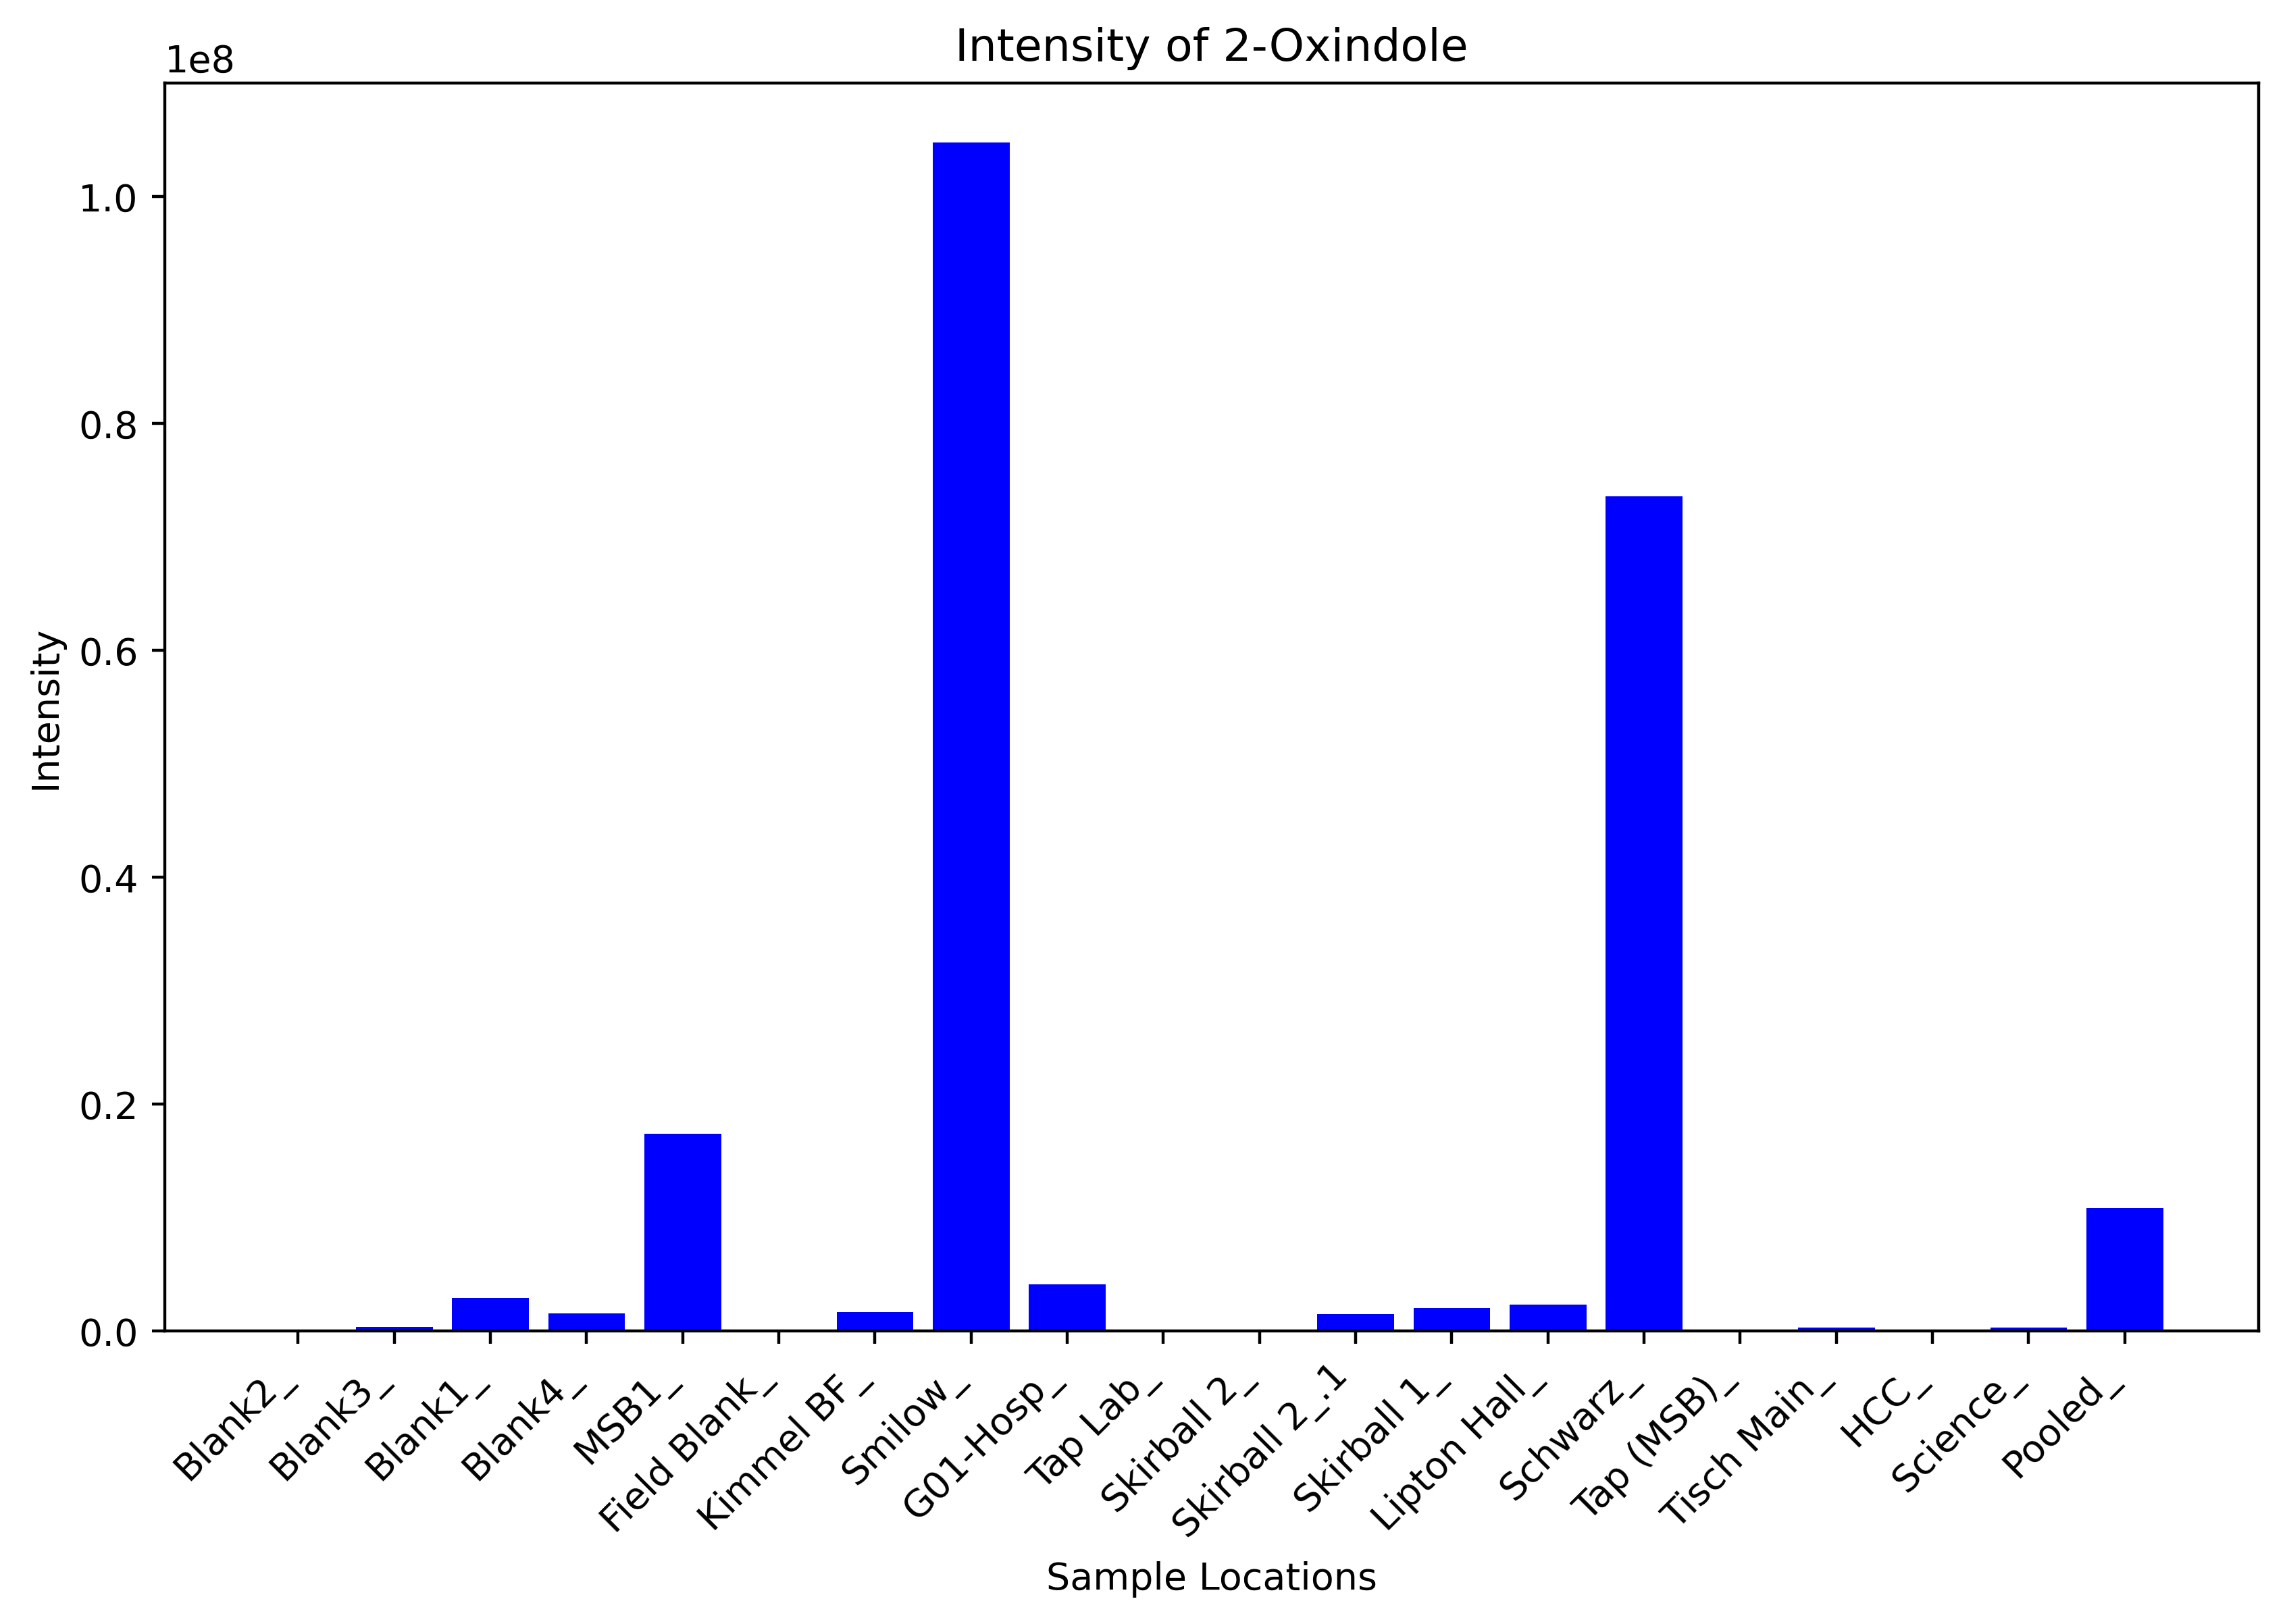 Intensity of 2-Oxindole
1e8
1.0
0.8
0.6
0.4
0.2
0.0
Intensity
Blank2_
Blank3_
Blank1_
Blank4_
MSB1_
Field Blank_
Kimmel BF_
Smilow_
G01-Hosp_
Tap Lab_
Skirball 2_
Skirball 2_.1
Skirball 1_
Lipton Hall_
Schwarz_
Tap (MSB)_
Tisch Main_
HCC_
Science_
Pooled_
Sample Locations